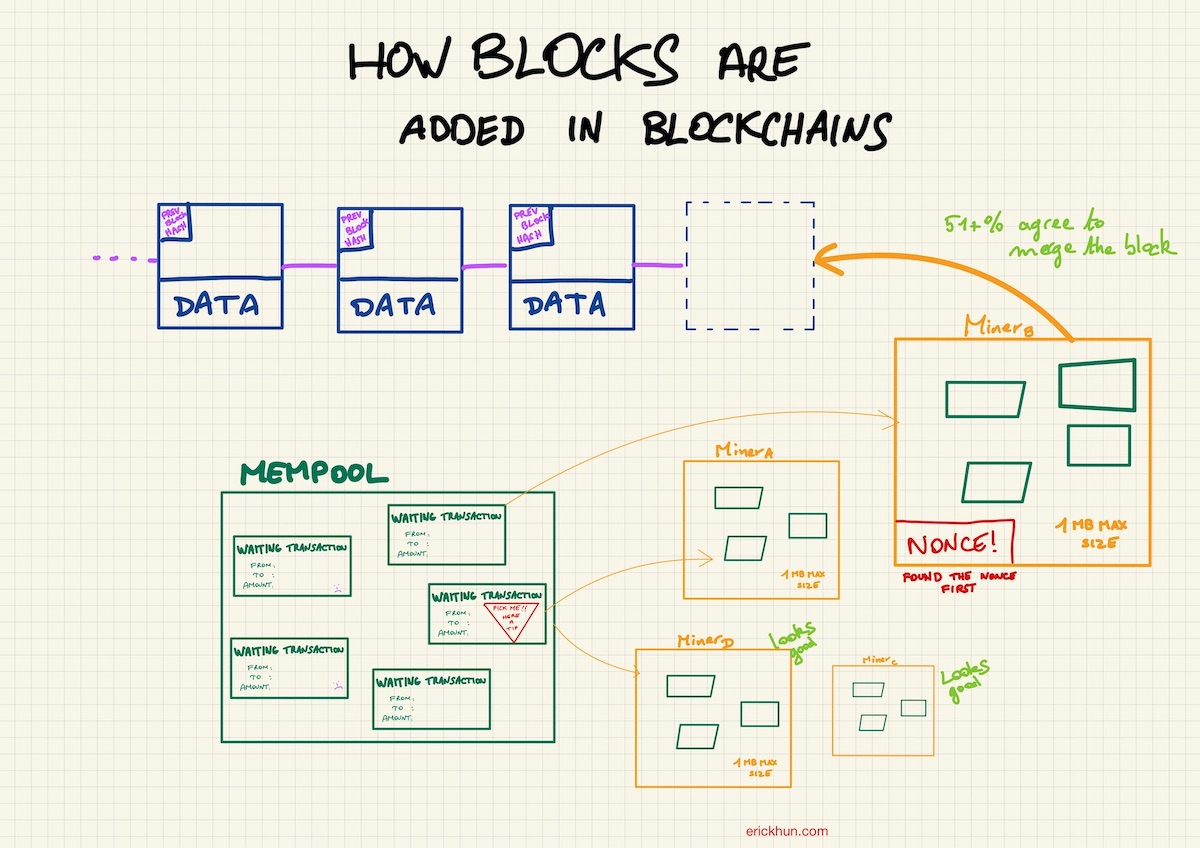 HOW BLOCKS ARE
ADDED IN BLOCKCHAINS
PREV
BLOCK
HASH
DATA
PREV
BLOCK
HASH
DATA
PREV
BLOCK
HASH
DATA
51+% agree to
merge the block
Miner B
1 MB MAX
SIZE
NONCE!
FOUND THE NONCE
FIRST
MEMPOOL
WAITING TRANSACTION
FROM:
TO :
AMOUNT.
WAITING TRANSACTION
FROM:
TO :
AMOUNT.
WAITING TRANSACTION
FROM:
TO :
AMOUNT.
PICK ME!!
HERE
A
TIP
WAITING TRANSACTION
FROM:
TO :
AMOUNT.
WAITING TRANSACTION
FROM:
TO :
AMOUNT.
Miner A
1 MB MAX
SIZE
Miner D
Looks
good
1 MB MAX
SIZE
Miner C
Looks
good
erickhun.com